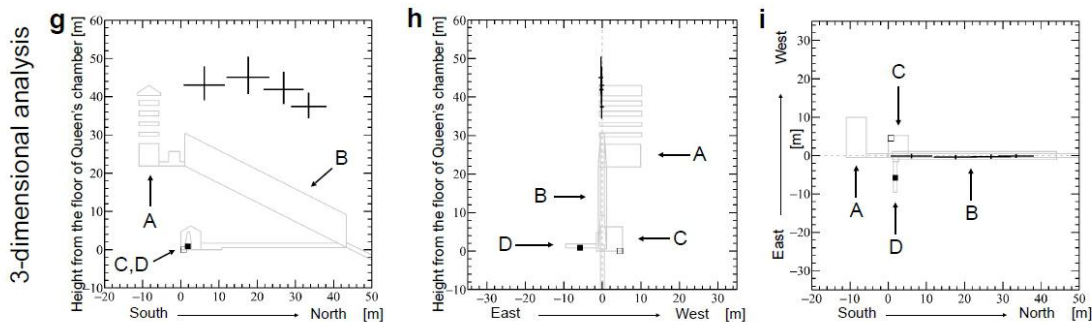 3-dimensional analysis
g
Height from the floor of Queen's chamber [m]
60
50
40
30
20
10
0
−10
A
B
C,D
−20 −10 0 10 20 30 40 50
South North [m]
h
Height from the floor of Queen's chamber [m]
60
50
40
30
20
10
0
−10
A
B
C
D
−30 −20 −10 0 10 20 30
East West [m]
i
West
[m]
East
30
20
10
0
−10
−20
−30
C
A
D
B
−20 −10 0 10 20 30 40 50
South North [m]